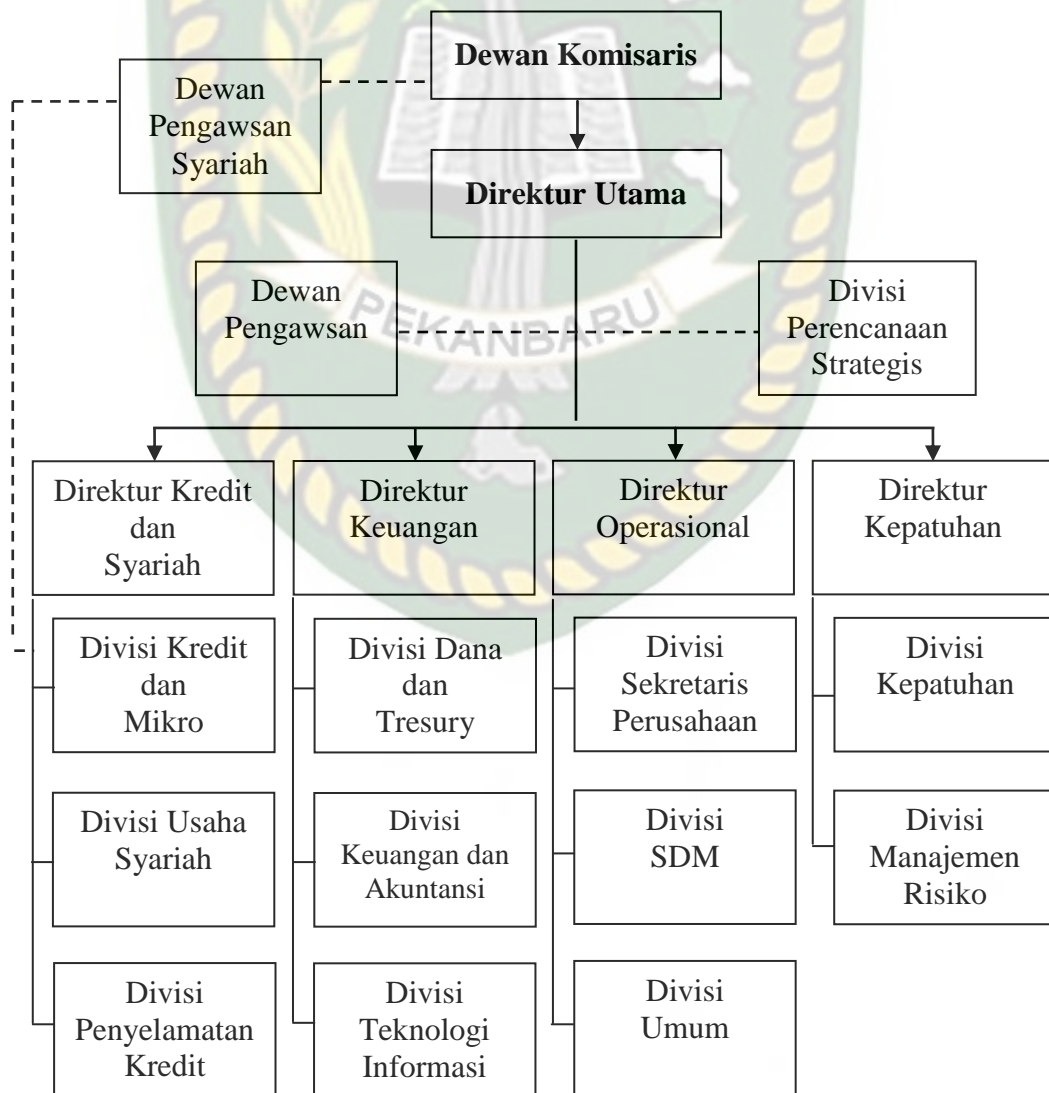 Dewan Komisaris
Dewan
Pengawsan
Syariah
Direktur Utama
Dewan
Pengawsan
Divisi
Perencanaan
Strategis
PEKANBARU
Direktur Kredit
dan
Syariah
Direktur
Keuangan
Direktur
Operasional
Direktur
Kepatuhan
Divisi Kredit
dan
Mikro
Divisi Dana
dan
Tresury
Divisi
Sekretaris
Perusahaan
Divisi
Kepatuhan
Divisi Usaha
Syariah
Divisi
Keuangan dan
Akuntansi
Divisi
SDM
Divisi
Manajemen
Risiko
Divisi
Penyelamatan
Kredit
Divisi
Teknologi
Informasi
Divisi
Umum